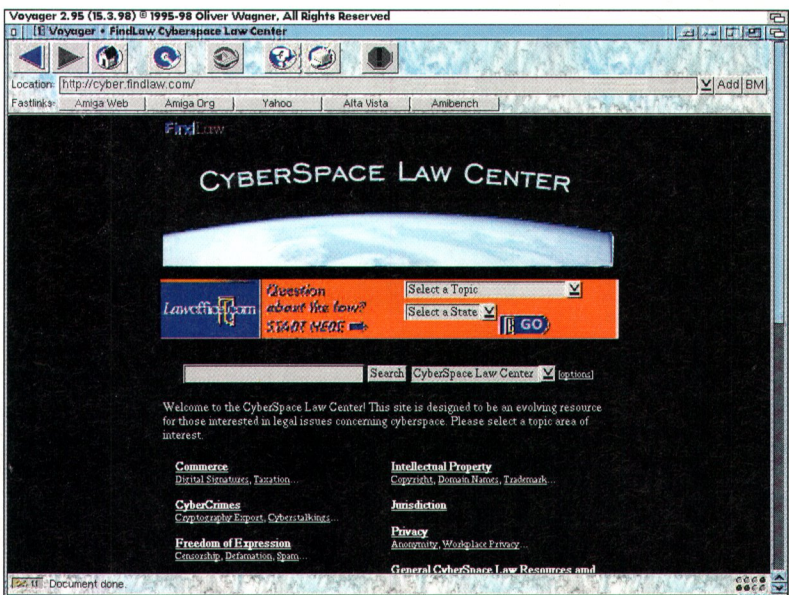 Voyager 2.95 (15.3.98) © 1995-98 Oliver Wagner, All Rights Reserved
Voyager • FindLaw Cyberspace Law Center
Location: http://cyber.findlaw.com/ Add BM
Fastlinks: Amiga Web Amiga Org Yahoo Alta Vista Amibench
FindLaw
CYBERSPACE LAW CENTER
Lawoffice.com Question Select a Topic
about the law? Select a State
START HERE GO
Search CyberSpace Law Center [options]
Welcome to the CyberSpace Law Center! This site is designed to be an evolving resource
for those interested in legal issues concerning cyberspace. Please select a topic area of
interest.
Commerce
Digital Signatures, Taxation...
CyberCrimes
Cryptography Export, Cyberstalkings...
Freedom of Expression
Censorship, Defamation, Spam...
Intellectual Property
Copyright, Domain Names, Trademark...
Jurisdiction
Privacy
Anonymity, Workplace Privacy...
General CyberSpace Law Resources and
Document done.